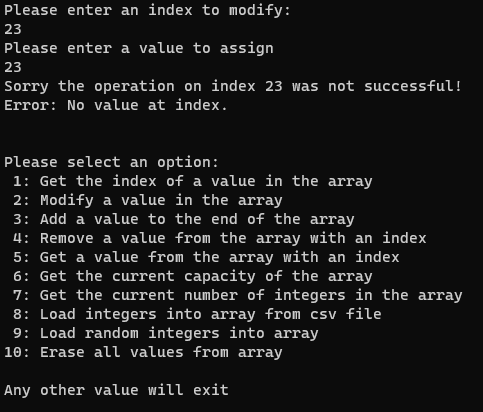 Please enter an index to modify:
23
Please enter a value to assign
23
Sorry the operation on index 23 was not successful!
Error: No value at index.
Please select an option:
1: Get the index of a value in the array
2: Modify a value in the array
3: Add a value to the end of the array
4: Remove a value from the array with an index
5: Get a value from the array with an index
6: Get the current capacity of the array
7: Get the current number of integers in the array
8: Load integers into array from csv file
9: Load random integers into array
10: Erase all values from array
Any other value will exit